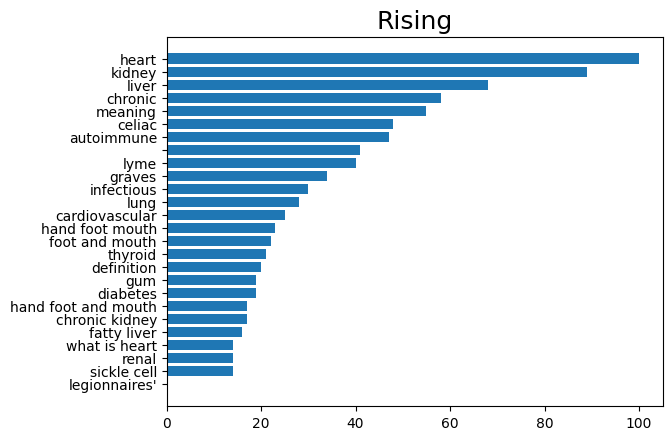 Rising
heart
kidney
liver
chronic
meaning
celiac
autoimmune
lyme
graves
infectious
lung
cardiovascular
hand foot mouth
foot and mouth
thyroid
definition
gum
diabetes
hand foot and mouth
chronic kidney
fatty liver
what is heart
renal
sickle cell
legionnaires'
0 20 40 60 80 100